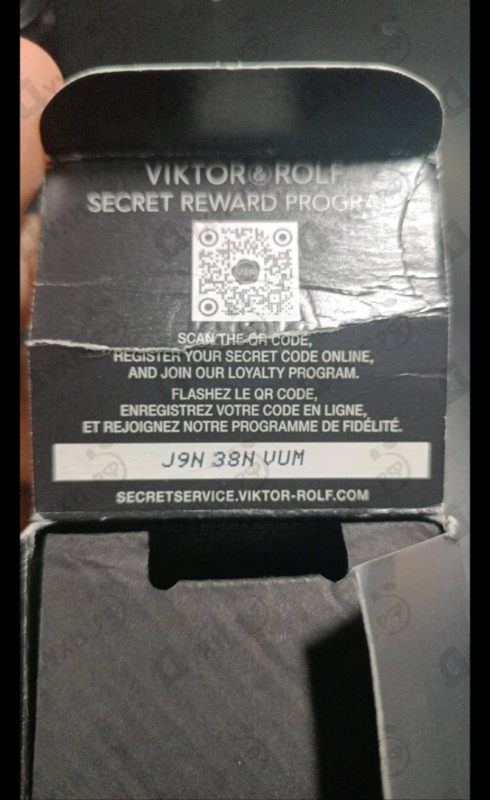 VIKTOR&ROLF
SECRET REWARD PROGRA
SCAN THE QR CODE,
REGISTER YOUR SECRET CODE ONLINE,
AND JOIN OUR LOYALTY PROGRAM.
FLASHEZ LE QR CODE,
ENREGISTREZ VOTRE CODE EN LIGNE,
ET REJOIGNEZ NOTRE PROGRAMME DE FIDÉLITÉ.
J9N 38N VUM
SECRETSERVICE.VIKTOR-ROLF.COM